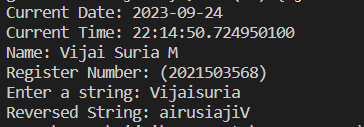 Current Date: 2023-09-24
Current Time: 22:14:50.724950100
Name: Vijai Suria M
Register Number: (2021503568)
Enter a string: Vijaisuria
Reversed String: airusiajiV